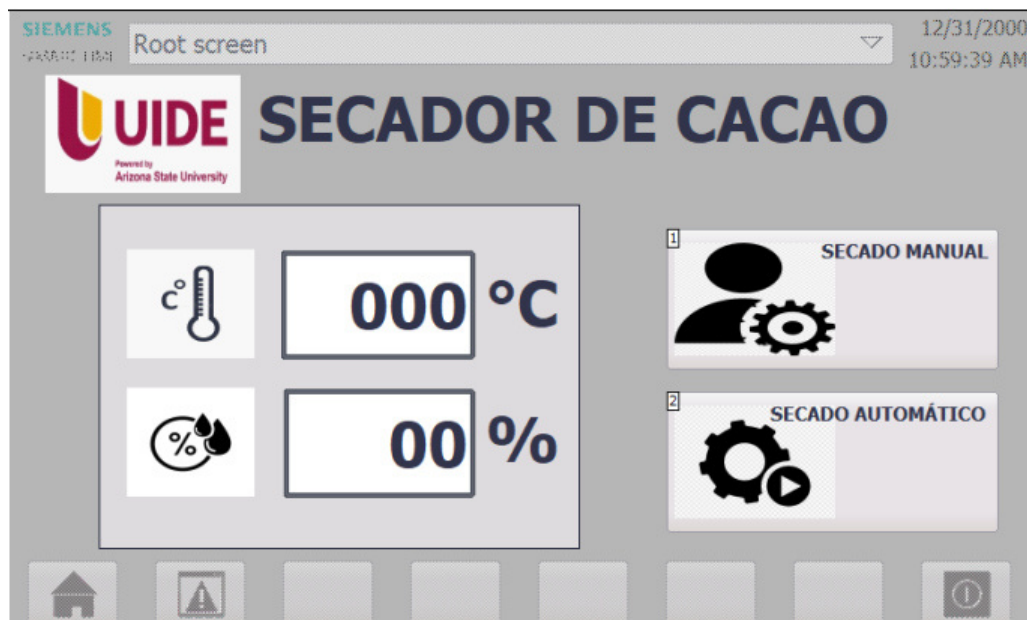 SIEMENS
Root screen
12/31/2000
10:59:39 AM
UIDE
Powered by
Arizona State University
SECADOR DE CACAO
C°
000 °C
%
00 %
1
SECADO MANUAL
2
SECADO AUTOMÁTICO